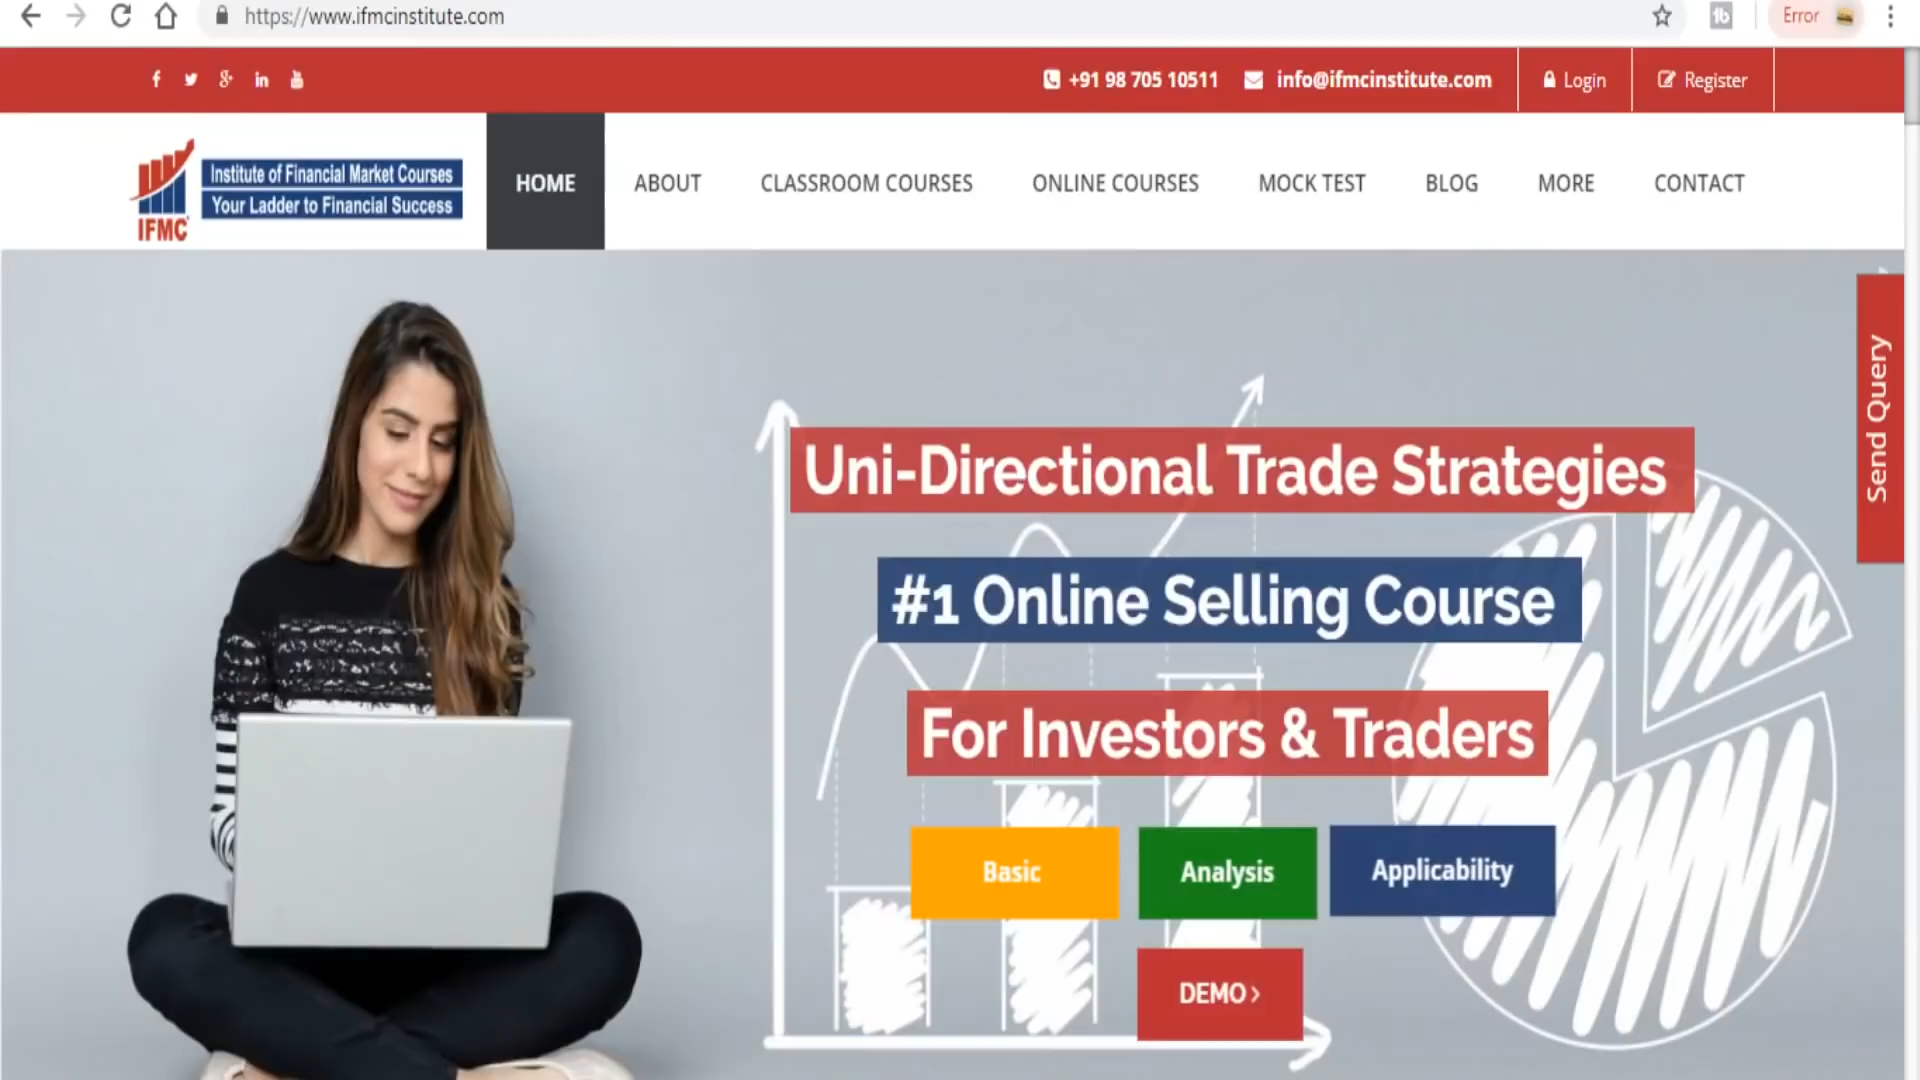 https://www.ifmcinstitute.com
Error
+91 98 705 10511
info@ifmcinstitute.com
Login
Register
Institute of Financial Market Courses
Your Ladder to Financial Success
IFMC
HOME
ABOUT
CLASSROOM COURSES
ONLINE COURSES
MOCK TEST
BLOG
MORE
CONTACT
Send Query
Uni-Directional Trade Strategies
#1 Online Selling Course
For Investors & Traders
Basic
Analysis
Applicability
DEMO ›